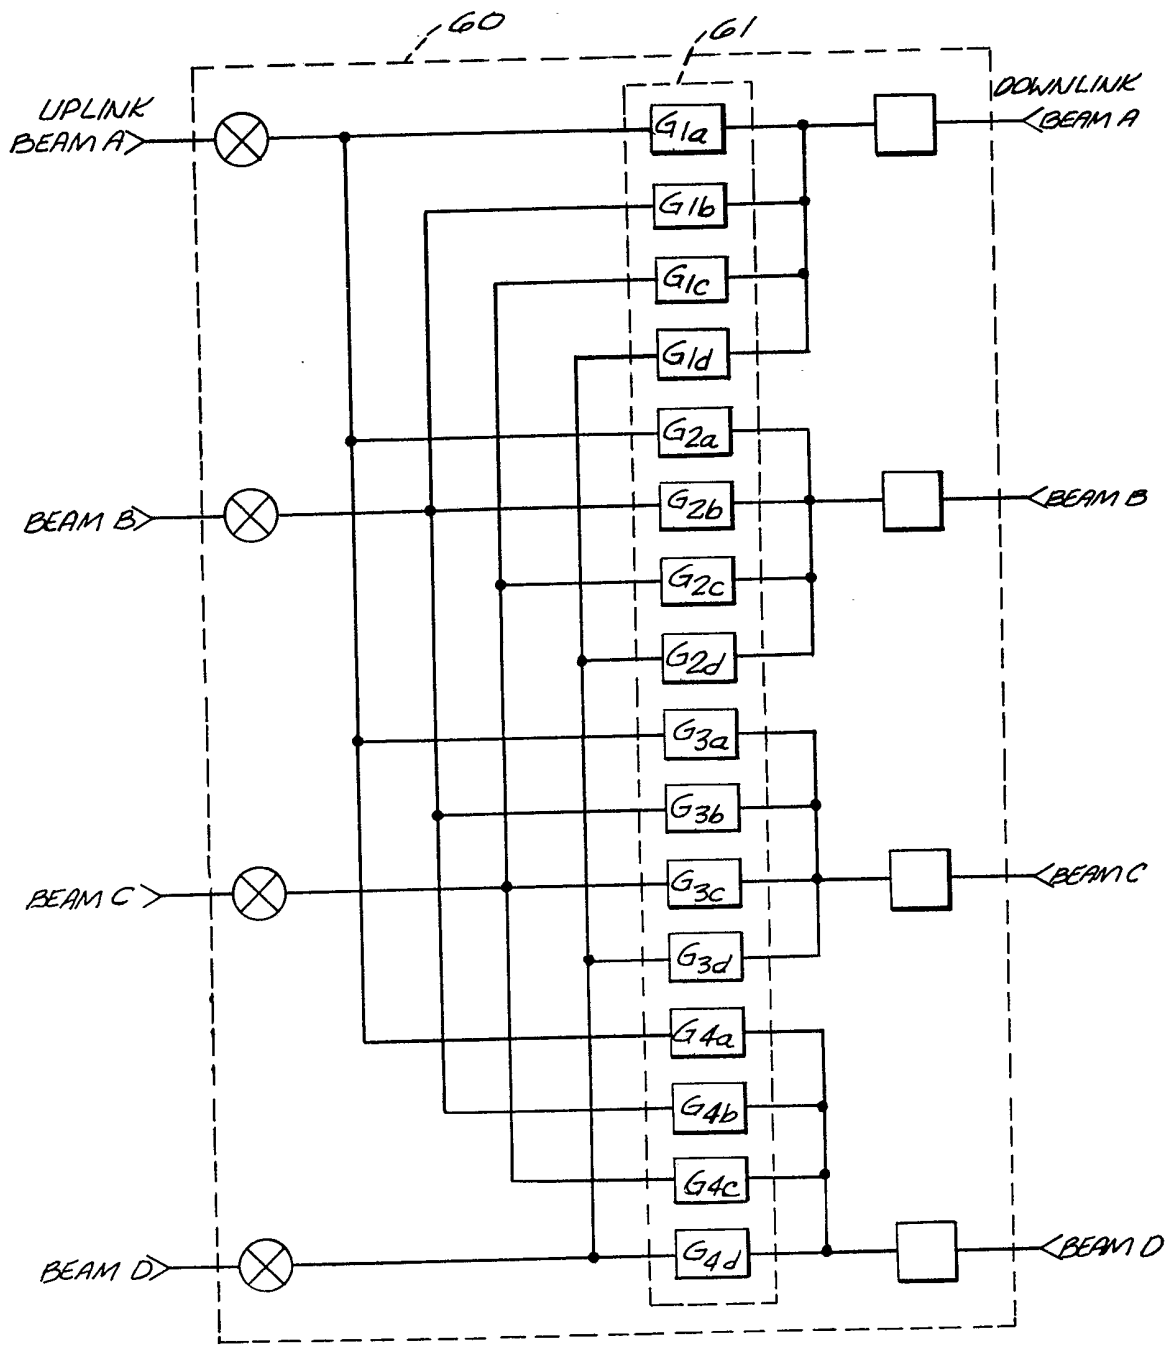 60
61
UPLINK
BEAM A
DOWNLINK
BEAM A
G1a
G1b
G1c
G1d
G2a
BEAM B
G2b
BEAM B
G2c
G2d
G3a
G3b
BEAM C
G3c
BEAM C
G3d
G4a
G4b
G4c
BEAM D
G4d
BEAM D